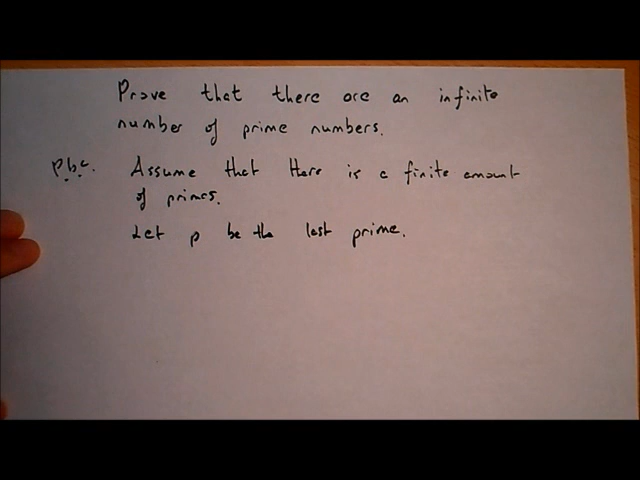 Prove that there are an infinite
number of prime numbers.
p.b.c. Assume that there is a finite amount
of primes.
Let p be the last prime.